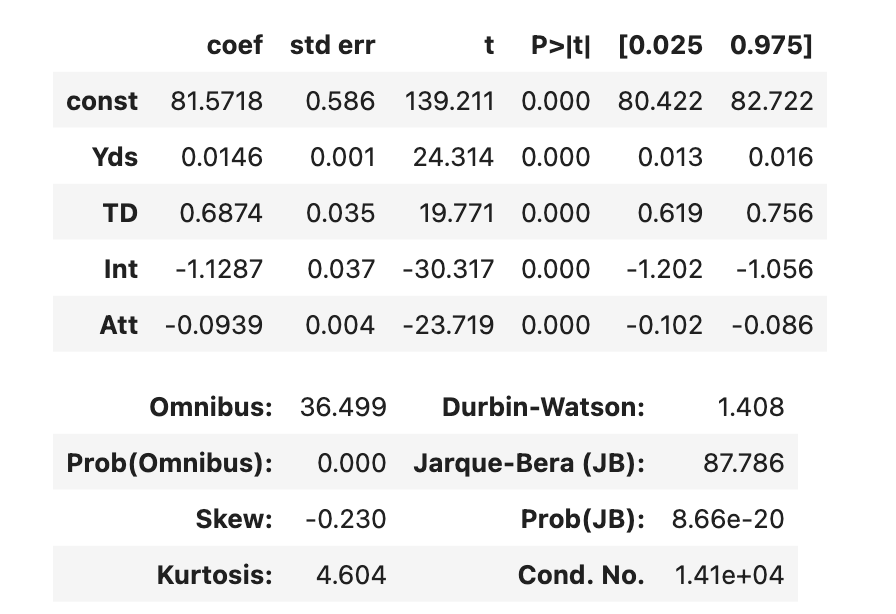 coef std err t P>|t| [0.025 0.975]
const 81.5718 0.586 139.211 0.000 80.422 82.722
Yds 0.0146 0.001 24.314 0.000 0.013 0.016
TD 0.6874 0.035 19.771 0.000 0.619 0.756
Int -1.1287 0.037 -30.317 0.000 -1.202 -1.056
Att -0.0939 0.004 -23.719 0.000 -0.102 -0.086
Omnibus: 36.499 Durbin-Watson: 1.408
Prob(Omnibus): 0.000 Jarque-Bera (JB): 87.786
Skew: -0.230 Prob(JB): 8.66e-20
Kurtosis: 4.604 Cond. No. 1.41e+04